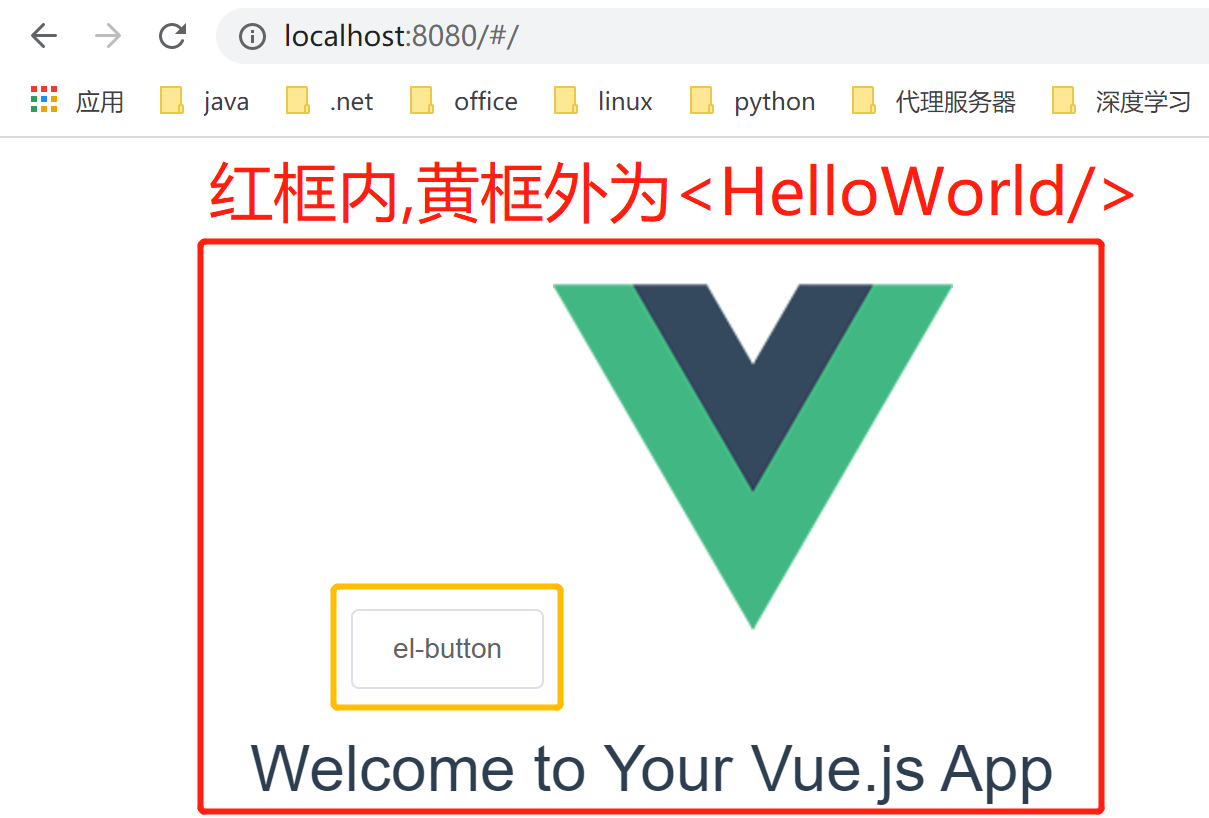 localhost:8080/#/
应用 java .net office linux python 代理服务器 深度学习
红框内,黄框外为<HelloWorld/>
el-button
Welcome to Your Vue.js App